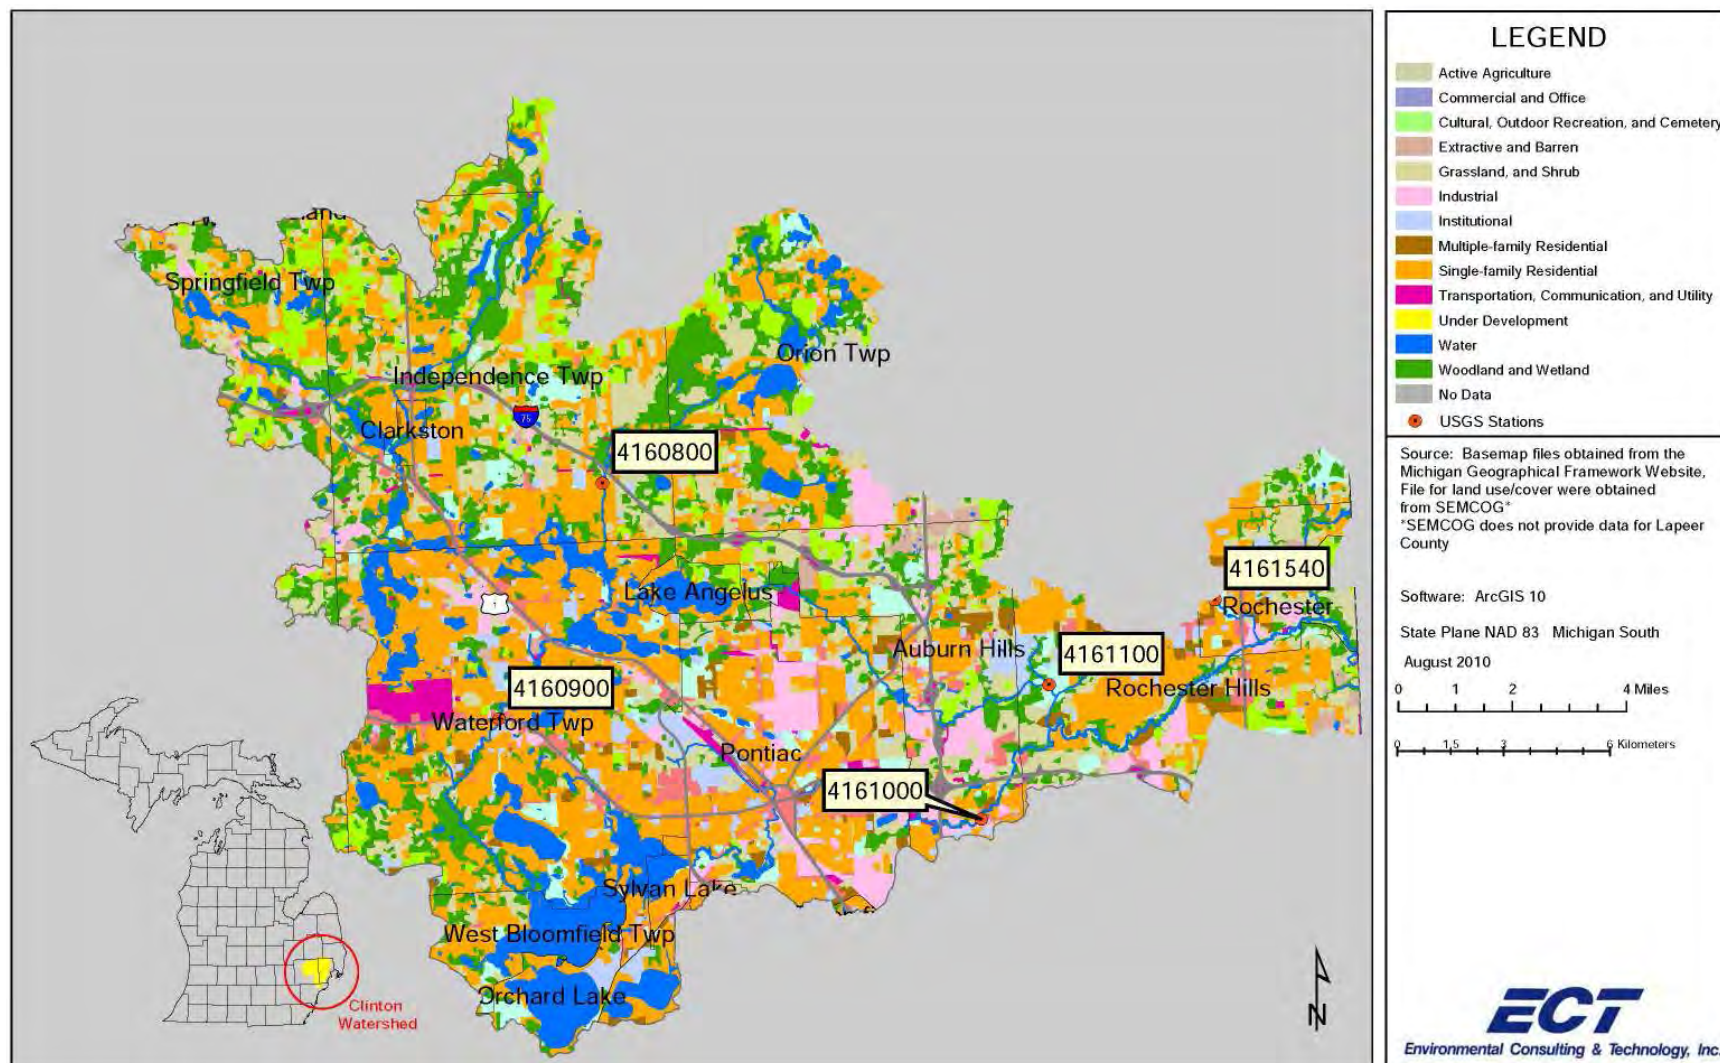 Springfield Twp
Orion Twp
Independence Twp
75
Clarkston
4160800
4161540
Lake Angelus
Rochester
Auburn Hills
4161100
4160900
Rochester Hills
Waterford Twp
Pontiac
4161000
Sylvan Lake
West Bloomfield Twp
Orchard Lake
Clinton
Watershed
N
LEGEND
Active Agriculture
Commercial and Office
Cultural, Outdoor Recreation, and Cemetery
Extractive and Barren
Grassland, and Shrub
Industrial
Institutional
Multiple-family Residential
Single-family Residential
Transportation, Communication, and Utility
Under Development
Water
Woodland and Wetland
No Data
USGS Stations
Source: Basemap files obtained from the
Michigan Geographical Framework Website,
File for land use/cover were obtained
from SEMCOG*
*SEMCOG does not provide data for Lapeer
County
Software: ArcGIS 10
State Plane NAD 83 Michigan South
August 2010
0 1 2 4 Miles
0 1.5 3 6 Kilometers
ECT
Environmental Consulting & Technology, Inc.